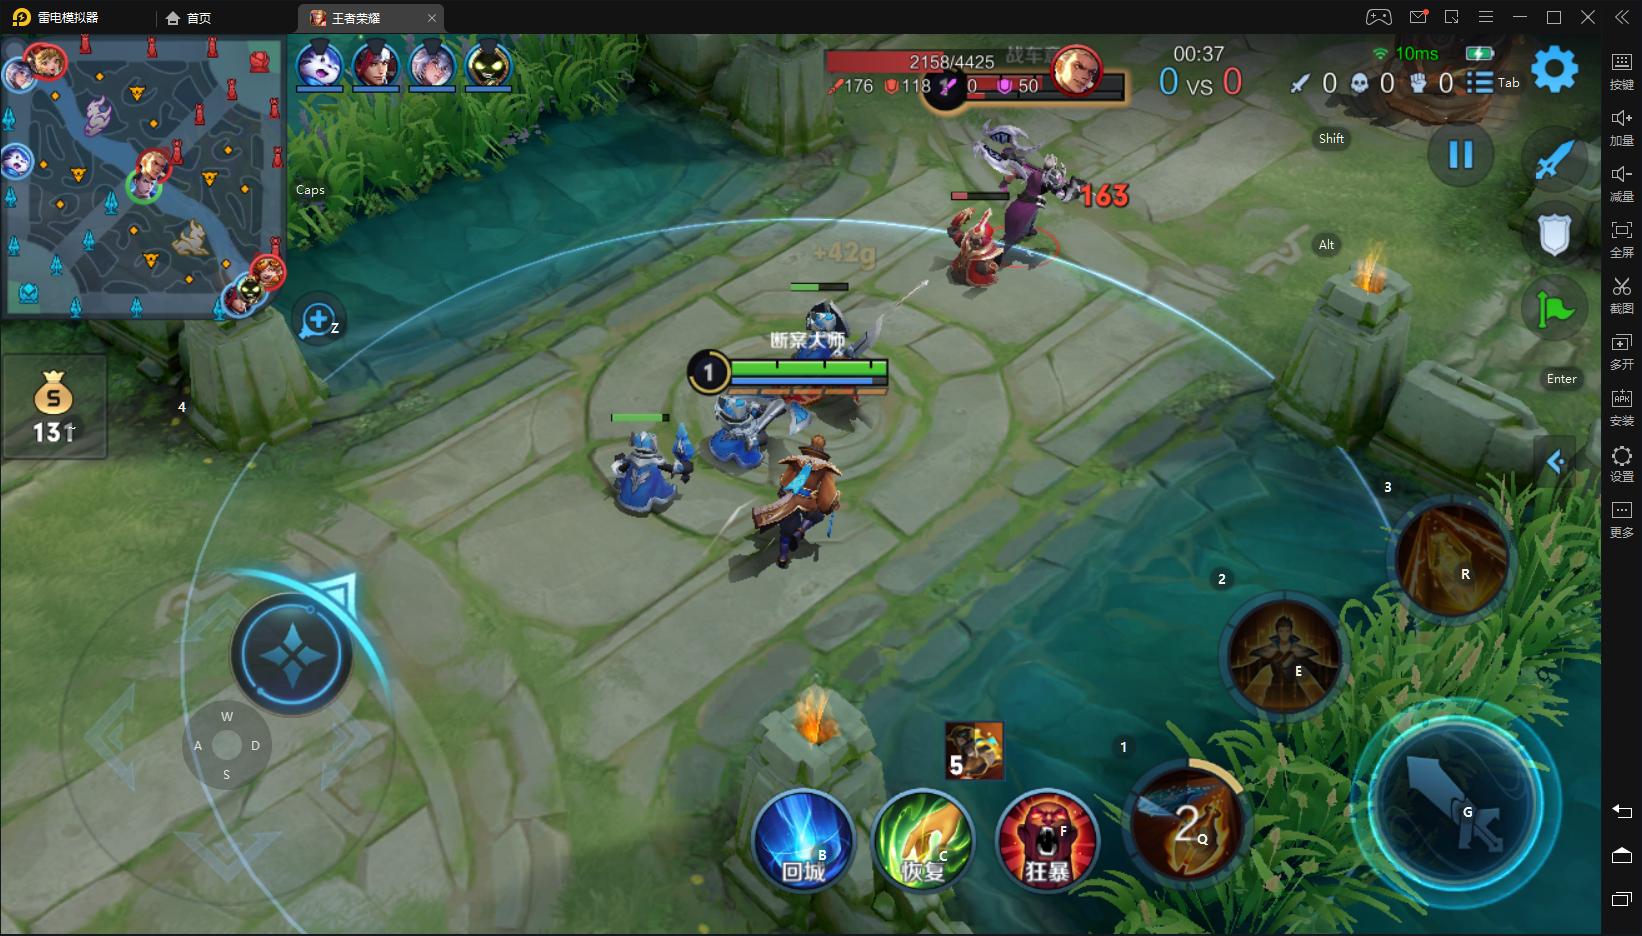 雷电模拟器
首页
王者荣耀
2158/4425
176 118 0 50
00:37
0 VS 0
10ms
0 0 0 Tab
按键
加量
减量
全屏
截图
多开
安装
设置
更多
Caps
Shift
Alt
Enter
163
+42g
断案大师
1
Z
4
3
R
2
E
W
A D
S
5
1
B
回城
C
恢复
F
狂暴
2
Q
G